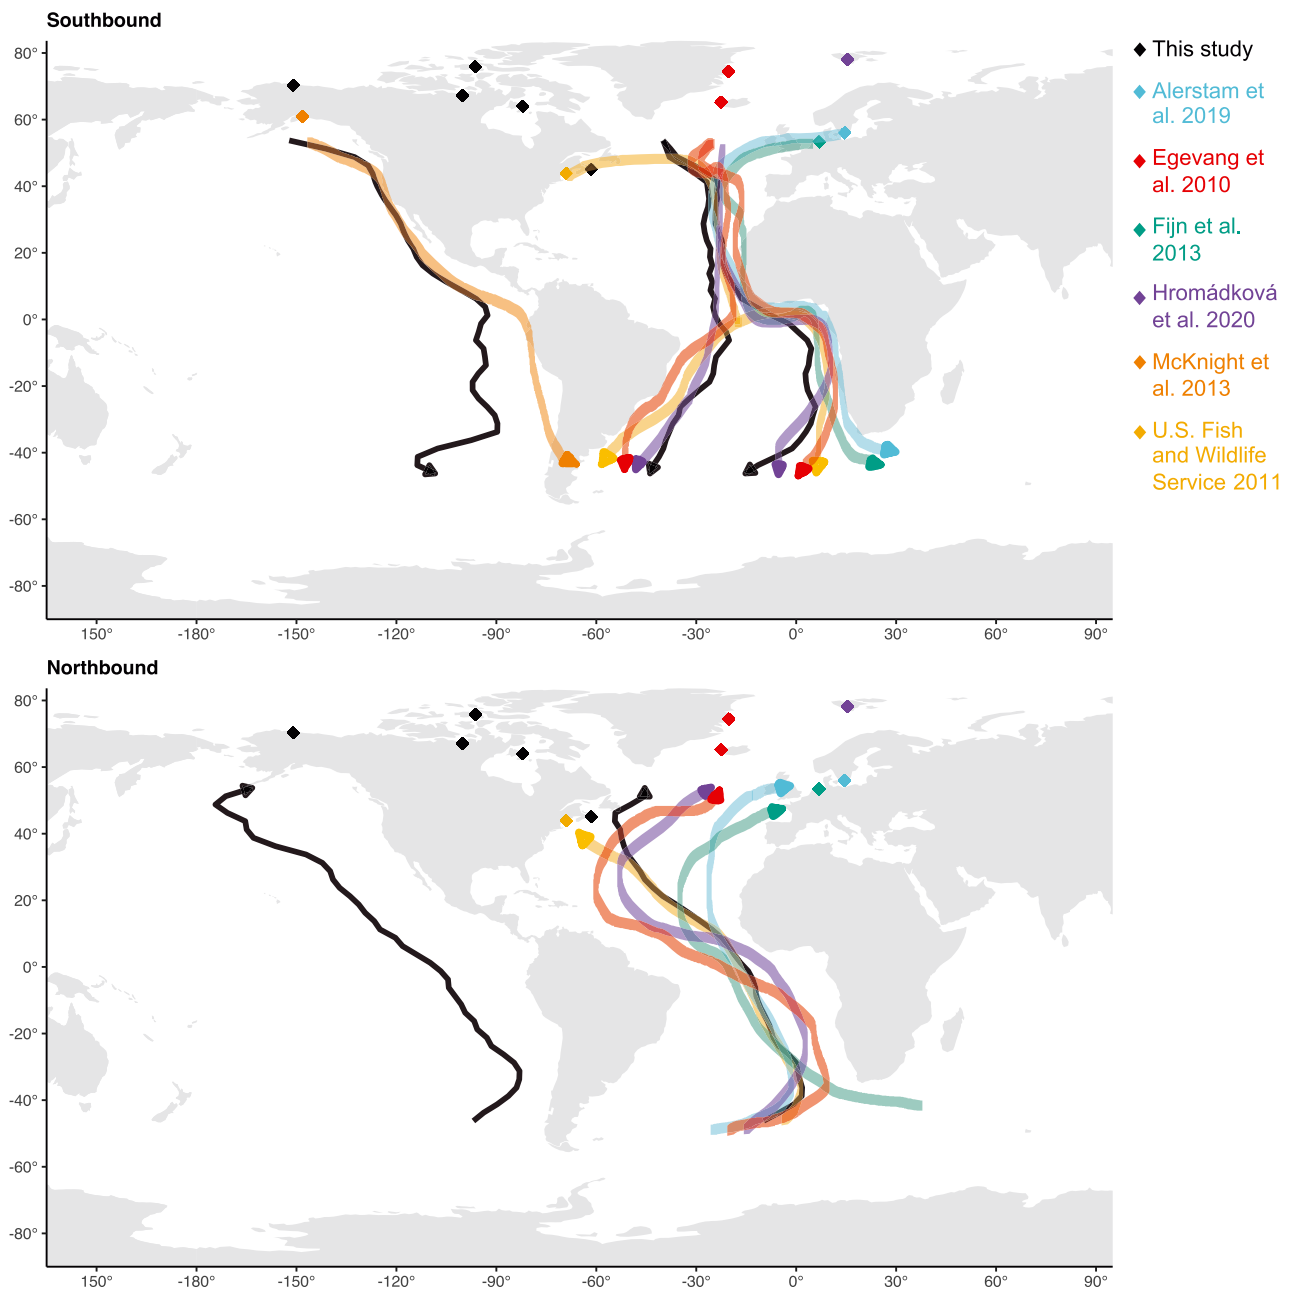 Southbound
80°
60°
40°
20°
0°
-20°
-40°
-60°
-80°
150°
-180°
-150°
-120°
-90°
-60°
-30°
0°
30°
60°
90°
This study
Alerstam et
al. 2019
Egevang et
al. 2010
Fijn et al.
2013
Hromádková
et al. 2020
McKnight et
al. 2013
U.S. Fish
and Wildlife
Service 2011
Northbound
80°
60°
40°
20°
0°
-20°
-40°
-60°
-80°
150°
-180°
-150°
-120°
-90°
-60°
-30°
0°
30°
60°
90°